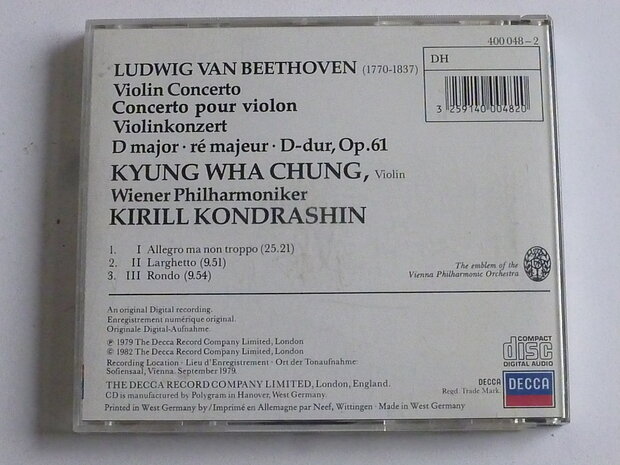 400 048-2
LUDWIG VAN BEETHOVEN (1770-1837)
DH
Violin Concerto
Concerto pour violon
Violinkonzert
D major · ré majeur · D-dur, Op.61
3 259140 004820
KYUNG WHA CHUNG, Violin
Wiener Philharmoniker
KIRILL KONDRASHIN
1. I Allegro ma non troppo (25.21)
2. II Larghetto (9.51)
3. III Rondo (9.54)
The emblem of the
Vienna Philharmonic Orchestra
An original Digital recording.
Enregistrement numérique original.
Originale Digital-Aufnahme.
℗ 1979 The Decca Record Company Limited, London
© 1982 The Decca Record Company Limited, London
Recording Location · Lieu d'Enregistrement · Ort der Tonaufnahme:
Sofiensaal, Vienna. September 1979.
COMPACT
disc
DIGITAL AUDIO
THE DECCA RECORD COMPANY LIMITED, London, England.
CD is manufactured by Polygram in Hanover, West Germany.
Printed in West Germany by/Imprimé en Allemagne par Neef, Wittingen · Made in West Germany
DECCA
Regd. Trade Mark.
DECCA